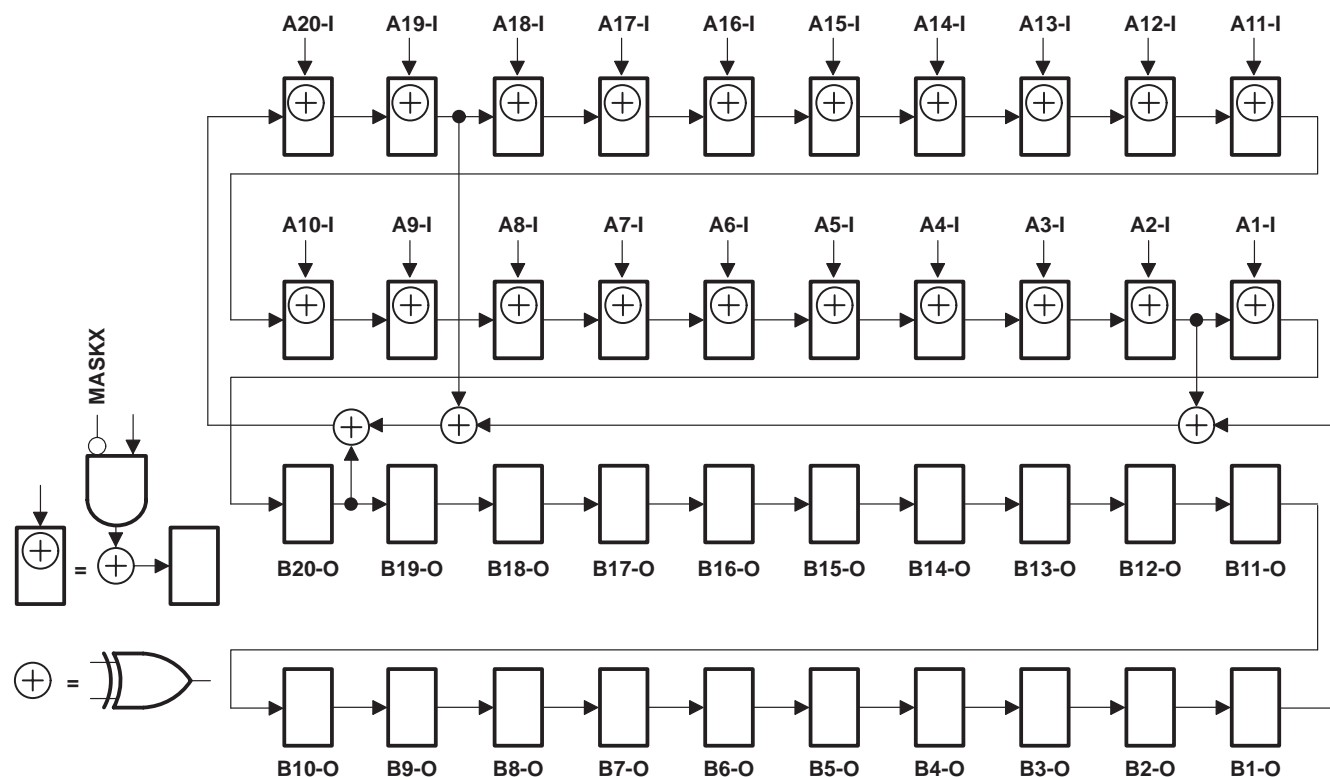 A20-I A19-I A18-I A17-I A16-I A15-I A14-I A13-I A12-I A11-I
A10-I A9-I A8-I A7-I A6-I A5-I A4-I A3-I A2-I A1-I
MASKX
B20-O B19-O B18-O B17-O B16-O B15-O B14-O B13-O B12-O B11-O
=
=
B10-O B9-O B8-O B7-O B6-O B5-O B4-O B3-O B2-O B1-O